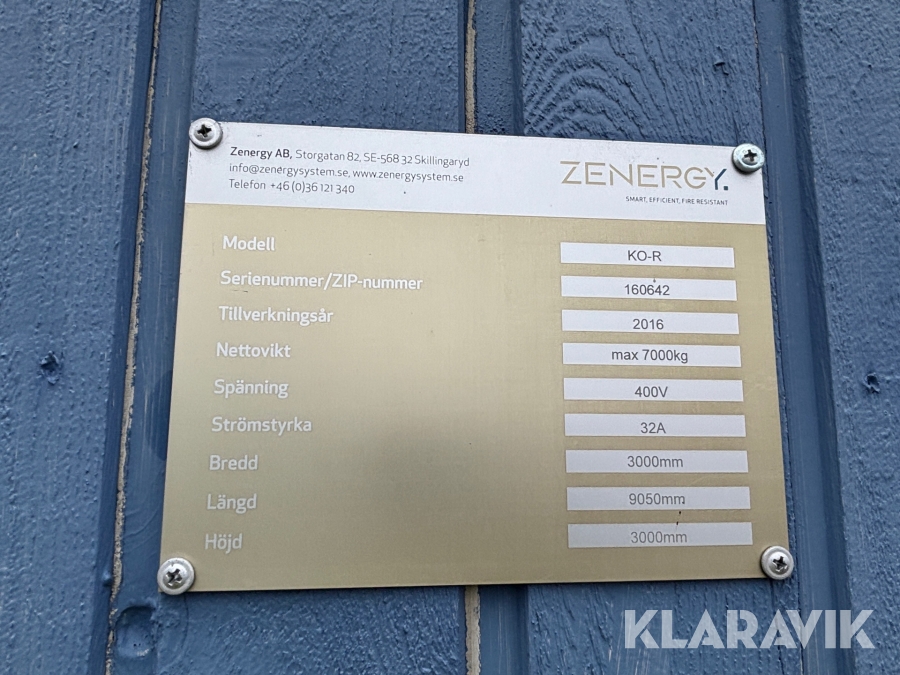 Zenergy AB, Storgatan 82, SE-568 32 Skillingaryd
info@zenergysystem.se, www.zenergysystem.se
Telefon +46 (0)36 121 340
ZENERGY.
SMART, EFFICIENT, FIRE RESISTANT
Modell KO-R
Serienummer/ZIP-nummer 160642
Tillverkningsår 2016
Nettovikt max 7000kg
Spänning 400V
Strömstyrka 32A
Bredd 3000mm
Längd 9050mm
Höjd 3000mm
KLARAVIK